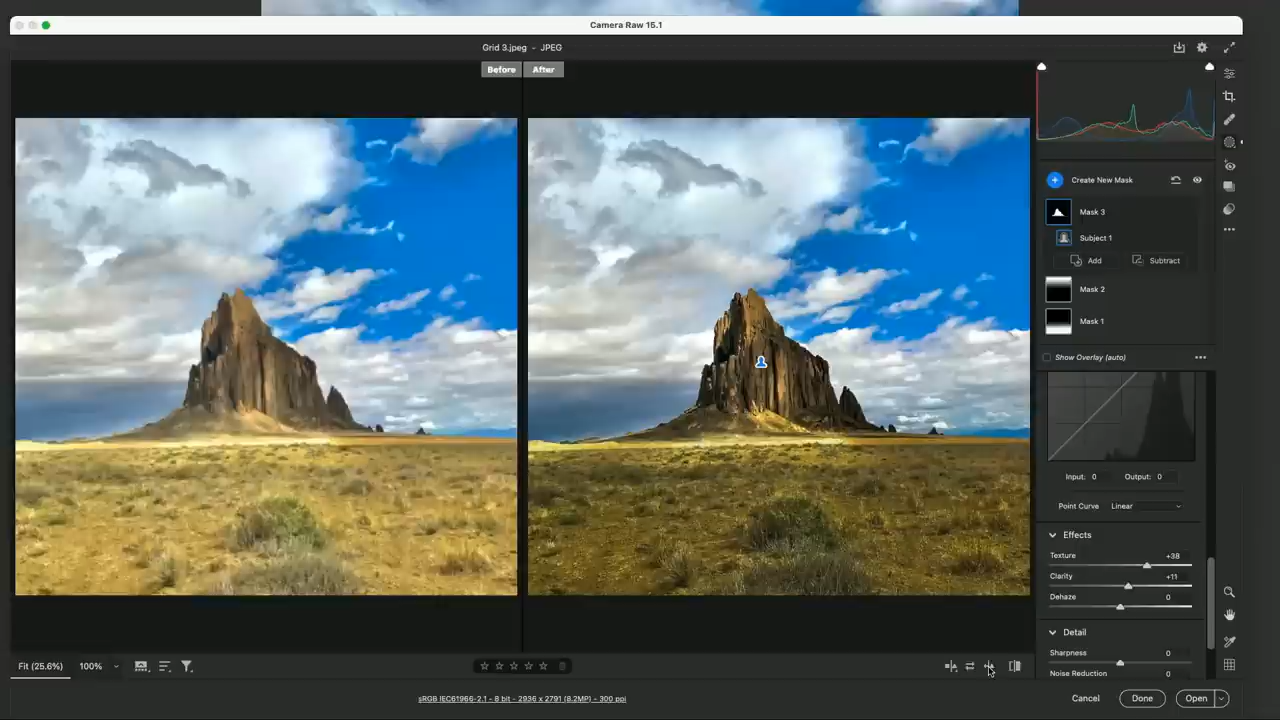 Camera Raw 15.1
Grid 3.jpeg - JPEG
Before After
Create New Mask
Mask 3
Subject 1
Add Subtract
Mask 2
Mask 1
Show Overlay (auto)
Input: 0 Output: 0
Point Curve Linear
Effects
Texture +38
Clarity +11
Dehaze 0
Detail
Sharpness 0
Noise Reduction 0
Fit (25.6%) 100%
sRGB IEC61966-2.1 - 8 bit - 2936 x 2791 (8.2MP) - 300 ppi
Cancel Done Open